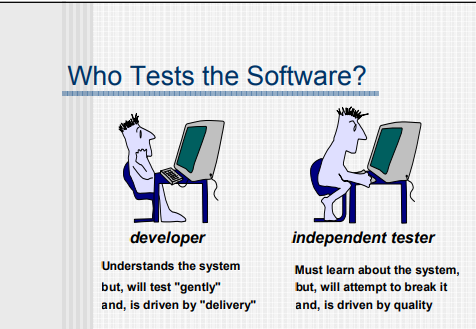 Who Tests the Software?
developer
independent tester
Understands the system
but, will test "gently"
and, is driven by "delivery"
Must learn about the system,
but, will attempt to break it
and, is driven by quality